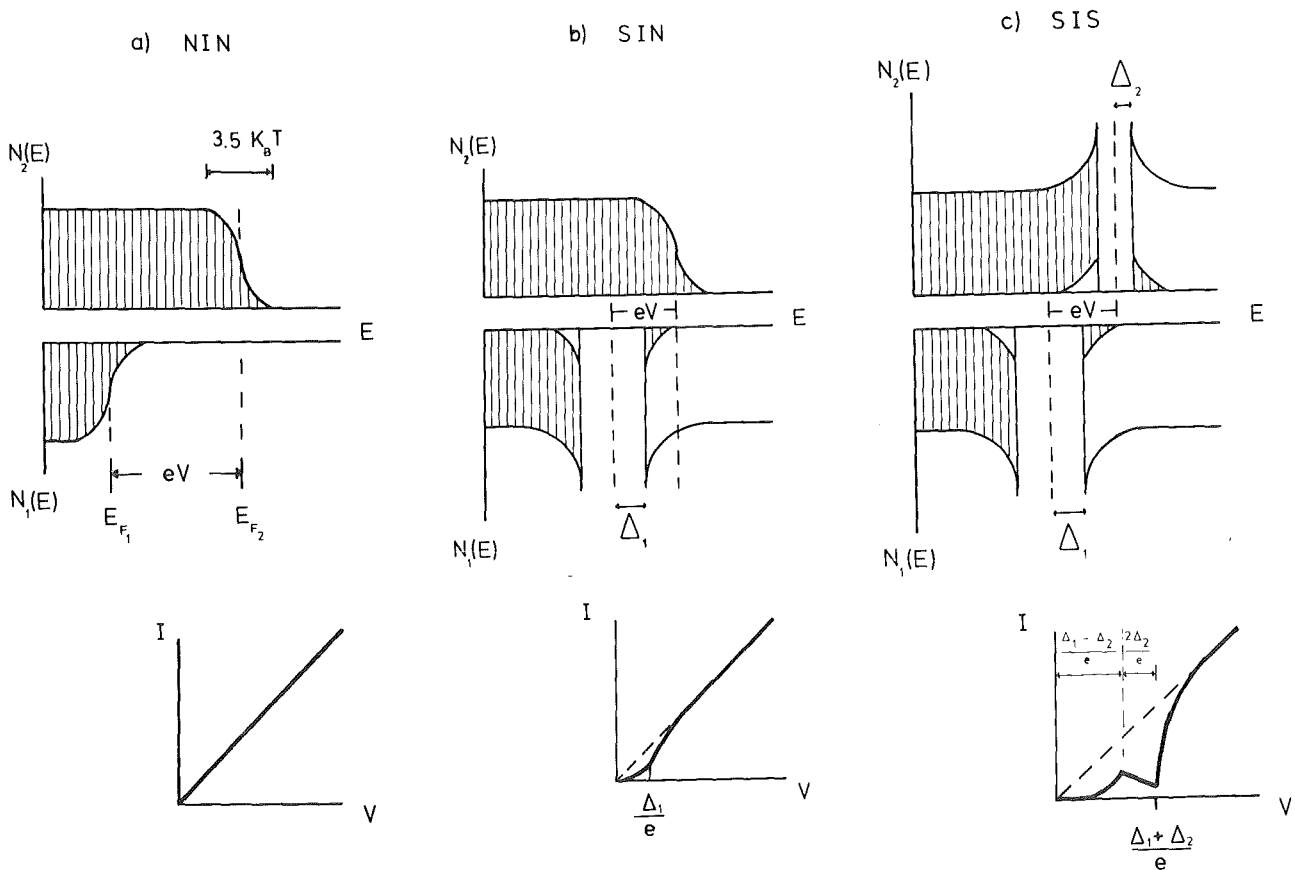 a) NIN
N₂(E)
3.5 K_BT
E
N₁(E)
eV
E_F₁
E_F₂
I
V
b) SIN
N₂(E)
eV
E
N₁(E)
Δ₁
I
V
Δ₁
e
c) SIS
N₂(E)
Δ₂
E
eV
N₁(E)
Δ₁
I
Δ₁ - Δ₂
e
2Δ₂
e
V
Δ₁ + Δ₂
e